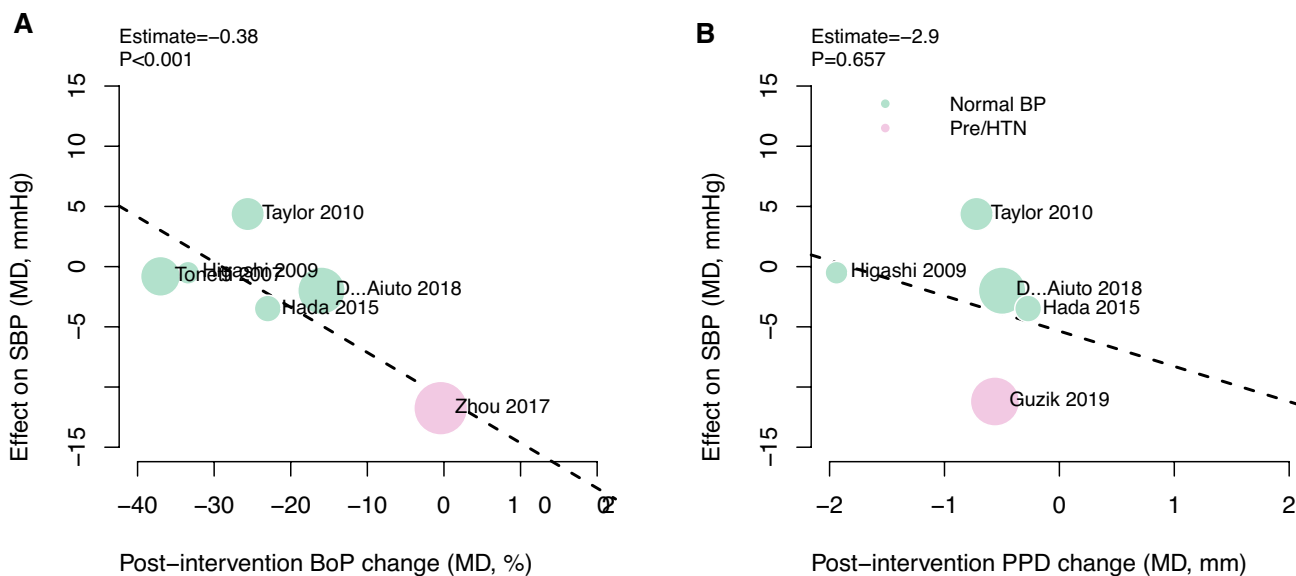 A
Estimate=−0.38
P<0.001
Effect on SBP (MD, mmHg)
15
10
5
0
−5
−15
Taylor 2010
Higashi 2009
Tonetti 2007
D...Aiuto 2018
Hada 2015
Zhou 2017
−40
−30
−20
−10
0
1 0
20
Post−intervention BoP change (MD, %)
B
Estimate=−2.9
P=0.657
Effect on SBP (MD, mmHg)
15
10
5
0
−5
−15
Normal BP
Pre/HTN
Taylor 2010
Higashi 2009
D...Aiuto 2018
Hada 2015
Guzik 2019
−2
−1
0
1
2
Post−intervention PPD change (MD, mm)